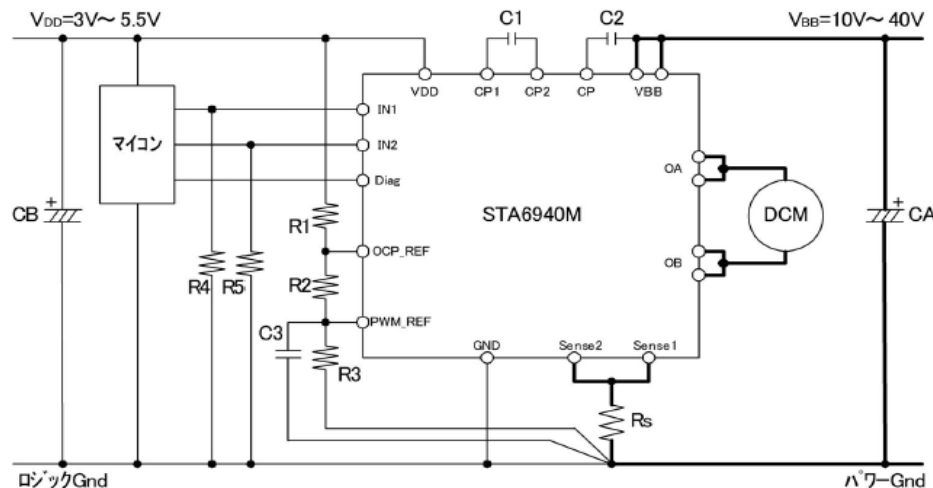 VDD=3V～ 5.5V
C1
C2
VBB=10V～ 40V
VDD
CP1
CP2
CP
VBB
マイコン
IN1
IN2
Diag
OA
CB
+
STA6940M
DCM
+
CA
R1
OCP_REF
OB
R4
R5
R2
C3
PWM_REF
R3
GND
Sense2
Sense1
Rs
ロジックGnd
パワーGnd